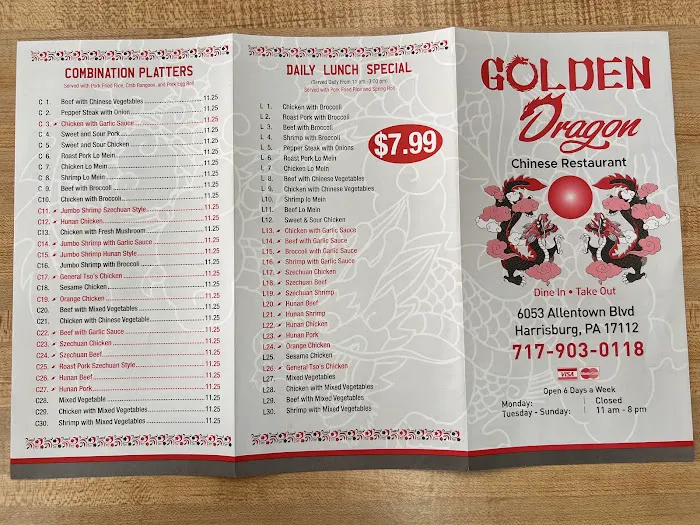 COMBINATION PLATTERS
Served with Pork Fried Rice, Crab Rangoon, and Pork Egg Roll
C 1. Beef with Chinese Vegetables 11.25
C 2. Pepper Steak with Onion 11.25
C 3. Chicken with Garlic Sauce 11.25
C 4. Sweet and Sour Pork 11.25
C 5. Sweet and Sour Chicken 11.25
C 6. Roast Pork Lo Mein 11.25
C 7. Chicken Lo Mein 11.25
C 8. Shrimp Lo Mein 11.25
C 9. Beef with Broccoli 11.25
C10. Chicken with Broccoli 11.25
C11. Jumbo Shrimp Szechuan Style 11.25
C12. Hunan Chicken 11.25
C13. Chicken with Fresh Mushroom 11.25
C14. Jumbo Shrimp with Garlic Sauce 11.25
C15. Jumbo Shrimp Hunan Style 11.25
C16. Jumbo Shrimp with Broccoli 11.25
C17. General Tso's Chicken 11.25
C18. Sesame Chicken 11.25
C19. Orange Chicken 11.25
C20. Beef with Mixed Vegetables 11.25
C21. Chicken with Chinese Vegetable 11.25
C22. Beef with Garlic Sauce 11.25
C23. Szechuan Chicken 11.25
C24. Szechuan Beef 11.25
C25. Roast Pork Szechuan Style 11.25
C26. Hunan Beef 11.25
C27. Hunan Pork 11.25
C28. Mixed Vegetable 11.25
C29. Chicken with Mixed Vegetables 11.25
C30. Shrimp with Mixed Vegetables 11.25
DAILY LUNCH SPECIAL
(Served Daily From 11 am -3:00 pm)
Served with Pork Fried Rice and Spring Roll
$7.99
L 1. Chicken with Broccoli
L 2. Roast Pork with Broccoli
L 3. Beef with Broccoli
L 4. Shrimp with Broccoli
L 5. Pepper Steak with Onions
L 6. Roast Pork Lo Mein
L 7. Chicken Lo Mein
L 8. Beef with Chinese Vegetables
L 9. Chicken with Chinese Vegetables
L10. Shrimp lo Mein
L11. Beef Lo Mein
L12. Sweet & Sour Chicken
L13. Chicken with Garlic Sauce
L14. Beef with Garlic Sauce
L15. Broccoli with Garlic Sauce
L16. Shrimp with Garlic Sauce
L17. Szechuan Chicken
L18. Szechuan Beef
L19. Szechuan Shrimp
L20. Hunan Beef
L21. Hunan Shrimp
L22. Hunan Chicken
L23. Hunan Pork
L24. Orange Chicken
L25. Sesame Chicken
L26. General Tso's Chicken
L27. Mixed Vegetables
L28. Chicken with Mixed Vegetables
L29. Beef with Mixed Vegetables
L30. Shrimp with Mixed Vegetables
GOLDEN
Dragon
Chinese Restaurant
Dine In • Take Out
6053 Allentown Blvd
Harrisburg, PA 17112
717-903-0118
VISA MasterCard
Open 6 Days a Week
Monday: Closed
Tuesday - Sunday: 11 am - 8 pm